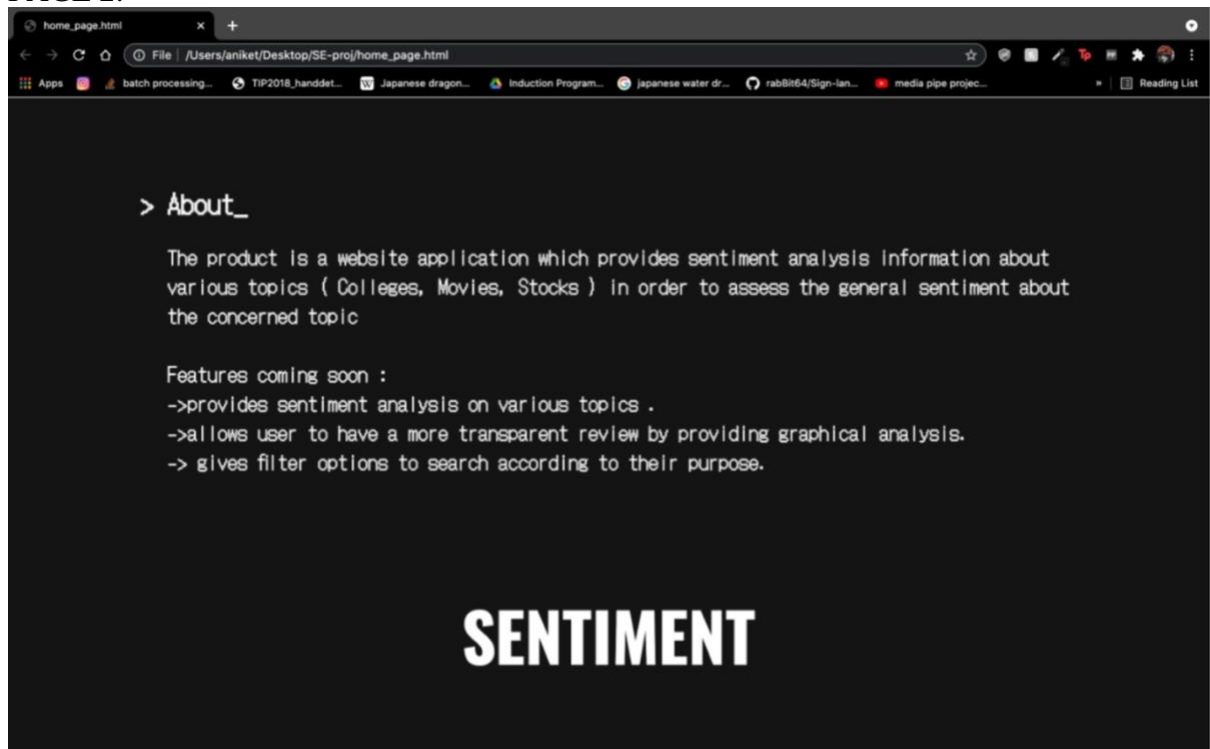 home_page.html
File | /Users/aniket/Desktop/SE-proj/home_page.html
Apps batch processing... TIP2018_handdet... Japanese dragon... Induction Program... japanese water dr... rabBit64/Sign-lan... media pipe projec... » Reading List
> About_
The product is a website application which provides sentiment analysis information about
various topics ( Colleges, Movies, Stocks ) in order to assess the general sentiment about
the concerned topic
Features coming soon :
->provides sentiment analysis on various topics .
->allows user to have a more transparent review by providing graphical analysis.
-> gives filter options to search according to their purpose.
SENTIMENT